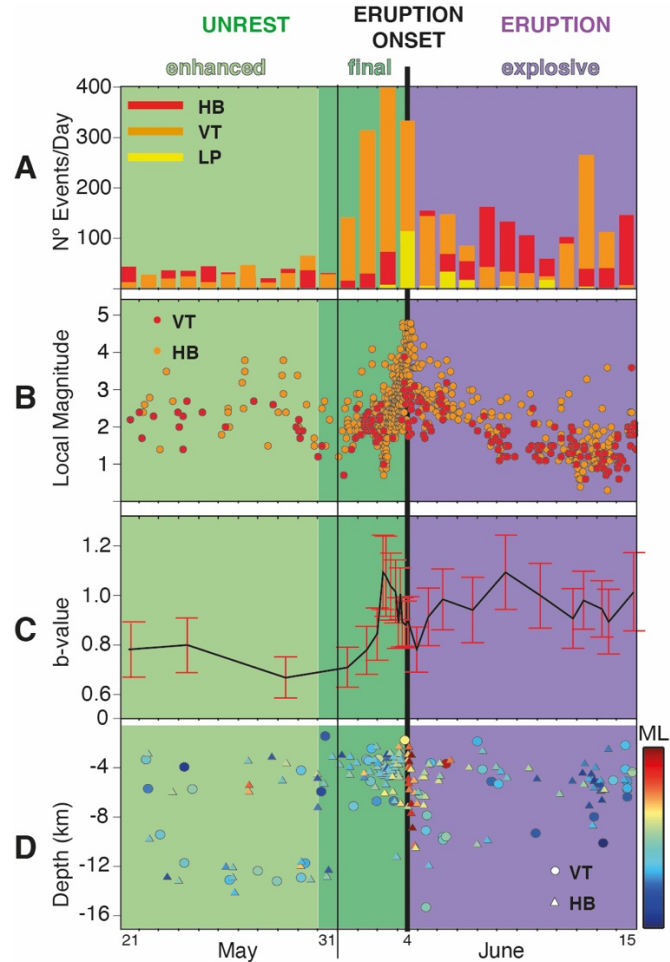 UNREST
ERUPTION
ONSET
ERUPTION
enhanced
final
explosive
A
N° Events/Day
400
300
200
100
HB
VT
LP
B
Local Magnitude
5
4
3
2
1
VT
HB
C
b-value
1.2
1.0
0.8
0.6
0
D
Depth (km)
-4
-8
-12
-16
VT
HB
ML
21
31
4
15
May
June